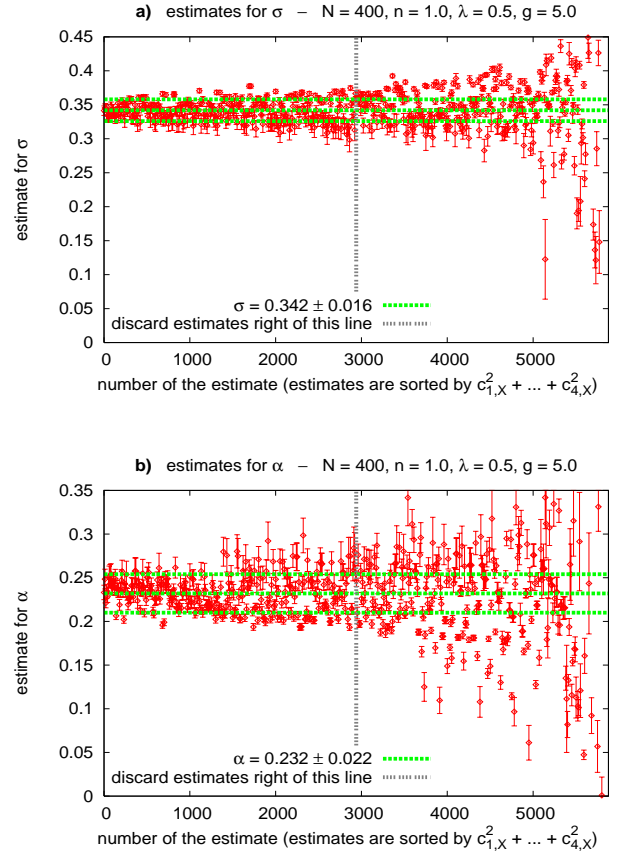 a) estimates for σ – N = 400, n = 1.0, λ = 0.5, g = 5.0
0.45
0.4
0.35
0.3
0.25
0.2
0.15
0.1
0.05
0
estimate for σ
σ = 0.342 ± 0.016
discard estimates right of this line
0 1000 2000 3000 4000 5000
number of the estimate (estimates are sorted by c²₁,X + ... + c²₄,X)
b) estimates for α – N = 400, n = 1.0, λ = 0.5, g = 5.0
0.35
0.3
0.25
0.2
0.15
0.1
0.05
0
estimate for α
α = 0.232 ± 0.022
discard estimates right of this line
0 1000 2000 3000 4000 5000
number of the estimate (estimates are sorted by c²₁,X + ... + c²₄,X)